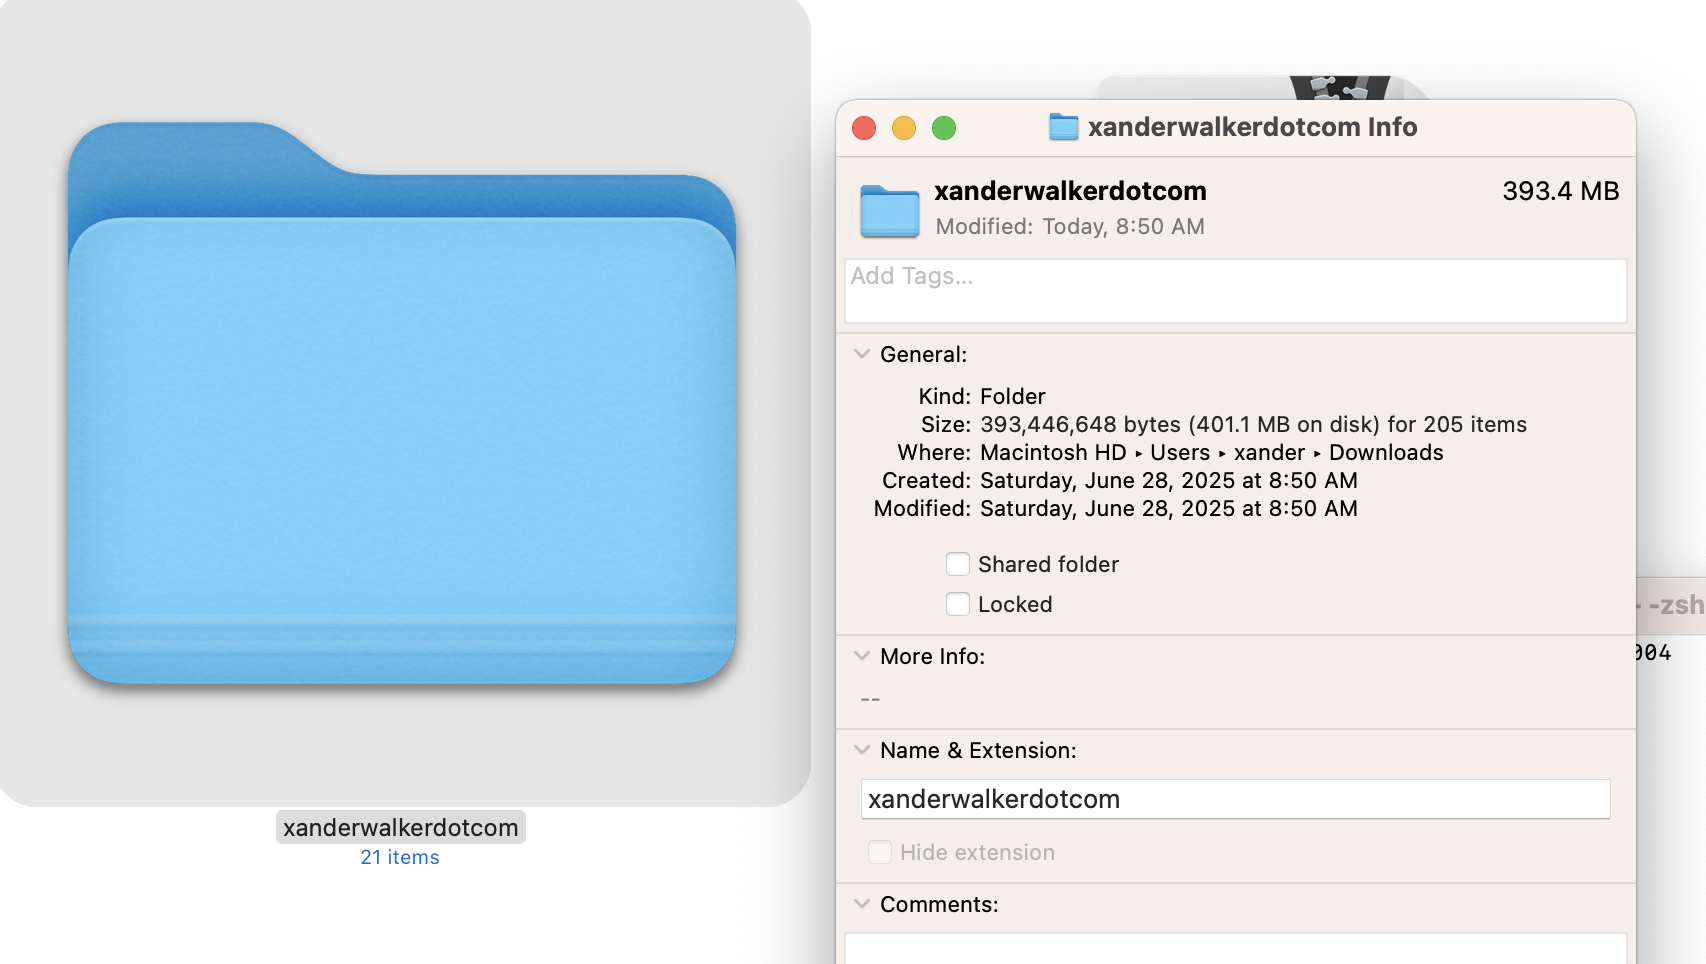 xanderwalkerdotcom
21 items
xanderwalkerdotcom Info
xanderwalkerdotcom
393.4 MB
Modified: Today, 8:50 AM
Add Tags...
General:
Kind: Folder
Size: 393,446,648 bytes (401.1 MB on disk) for 205 items
Where: Macintosh HD ▸ Users ▸ xander ▸ Downloads
Created: Saturday, June 28, 2025 at 8:50 AM
Modified: Saturday, June 28, 2025 at 8:50 AM
Shared folder
Locked
More Info:
--
Name & Extension:
xanderwalkerdotcom
Hide extension
Comments:
-zsh
004